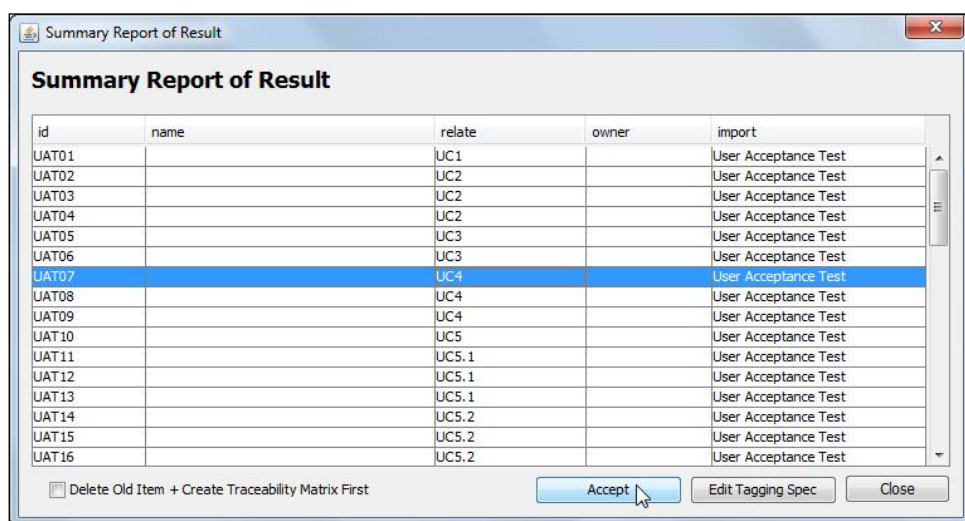 Summary Report of Result
Summary Report of Result
id name relate owner import
UAT01 UC1 User Acceptance Test
UAT02 UC2 User Acceptance Test
UAT03 UC2 User Acceptance Test
UAT04 UC2 User Acceptance Test
UAT05 UC3 User Acceptance Test
UAT06 UC3 User Acceptance Test
UAT07 UC4 User Acceptance Test
UAT08 UC4 User Acceptance Test
UAT09 UC4 User Acceptance Test
UAT10 UC5 User Acceptance Test
UAT11 UC5.1 User Acceptance Test
UAT12 UC5.1 User Acceptance Test
UAT13 UC5.1 User Acceptance Test
UAT14 UC5.2 User Acceptance Test
UAT15 UC5.2 User Acceptance Test
UAT16 UC5.2 User Acceptance Test
Delete Old Item + Create Traceability Matrix First Accept Edit Tagging Spec Close